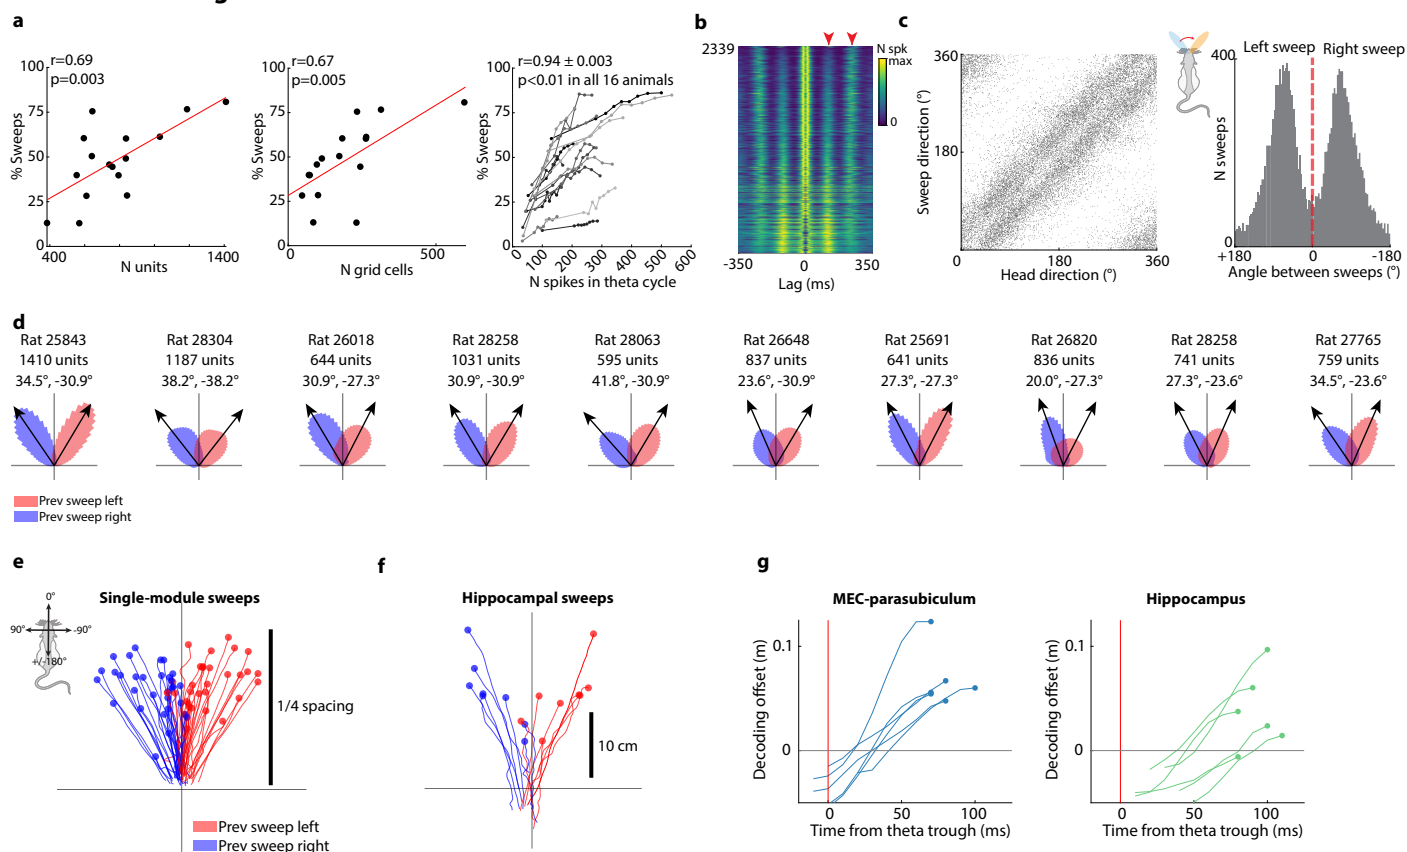 a
r=0.69
p=0.003
100
75
50
25
0
% Sweeps
400
1400
N units
r=0.67
p=0.005
100
75
50
25
0
% Sweeps
0
500
N grid cells
r=0.94 ± 0.003
p<0.01 in all 16 animals
100
75
50
25
0
% Sweeps
0
100
200
300
400
500
600
N spikes in theta cycle
b
2339
N spk
max
0
-350
0
350
Lag (ms)
c
360
180
Sweep direction (°)
0
180
360
Head direction (°)
Left sweep
Right sweep
400
0
N sweeps
+180
0
-180
Angle between sweeps (°)
d
Rat 25843
1410 units
34.5°, -30.9°
Rat 28304
1187 units
38.2°, -38.2°
Rat 26018
644 units
30.9°, -27.3°
Rat 28258
1031 units
30.9°, -30.9°
Rat 28063
595 units
41.8°, -30.9°
Rat 26648
837 units
23.6°, -30.9°
Rat 25691
641 units
27.3°, -27.3°
Rat 26820
836 units
20.0°, -27.3°
Rat 28258
741 units
27.3°, -23.6°
Rat 27765
759 units
34.5°, -23.6°
Prev sweep left
Prev sweep right
e
0°
90°
-90°
+/-180°
Single-module sweeps
1/4 spacing
Prev sweep left
Prev sweep right
f
Hippocampal sweeps
10 cm
g
MEC-parasubiculum
0.1
0
Decoding offset (m)
0
50
100
Time from theta trough (ms)
Hippocampus
0.1
0
Decoding offset (m)
0
50
100
Time from theta trough (ms)